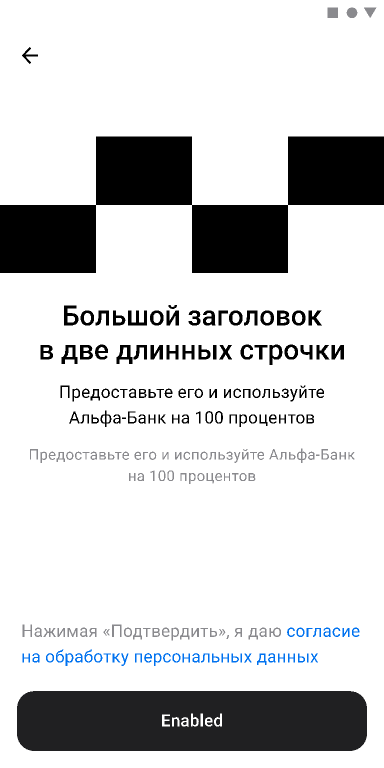 Большой заголовок
в две длинных строчки
Предоставьте его и используйте
Альфа-Банк на 100 процентов
Предоставьте его и используйте Альфа-Банк
на 100 процентов
Нажимая «Подтвердить», я даю согласие
на обработку персональных данных
Enabled